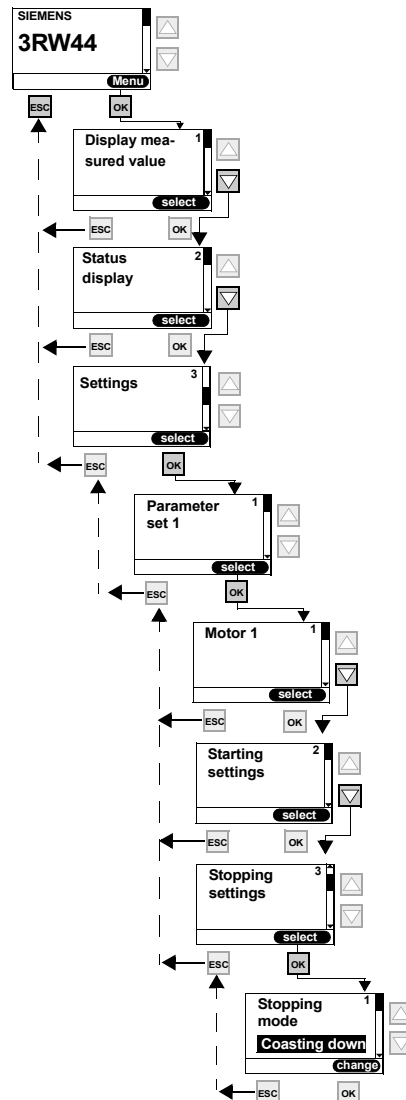 SIEMENS
3RW44
Menu
ESC
OK
Display mea-
sured value
1
select
ESC
OK
Status
display
2
select
ESC
OK
Settings
3
select
ESC
OK
Parameter
set 1
1
select
ESC
OK
Motor 1
1
select
ESC
OK
Starting
settings
2
select
ESC
OK
Stopping
settings
3
select
ESC
OK
Stopping
mode
1
Coasting down
change
ESC
OK